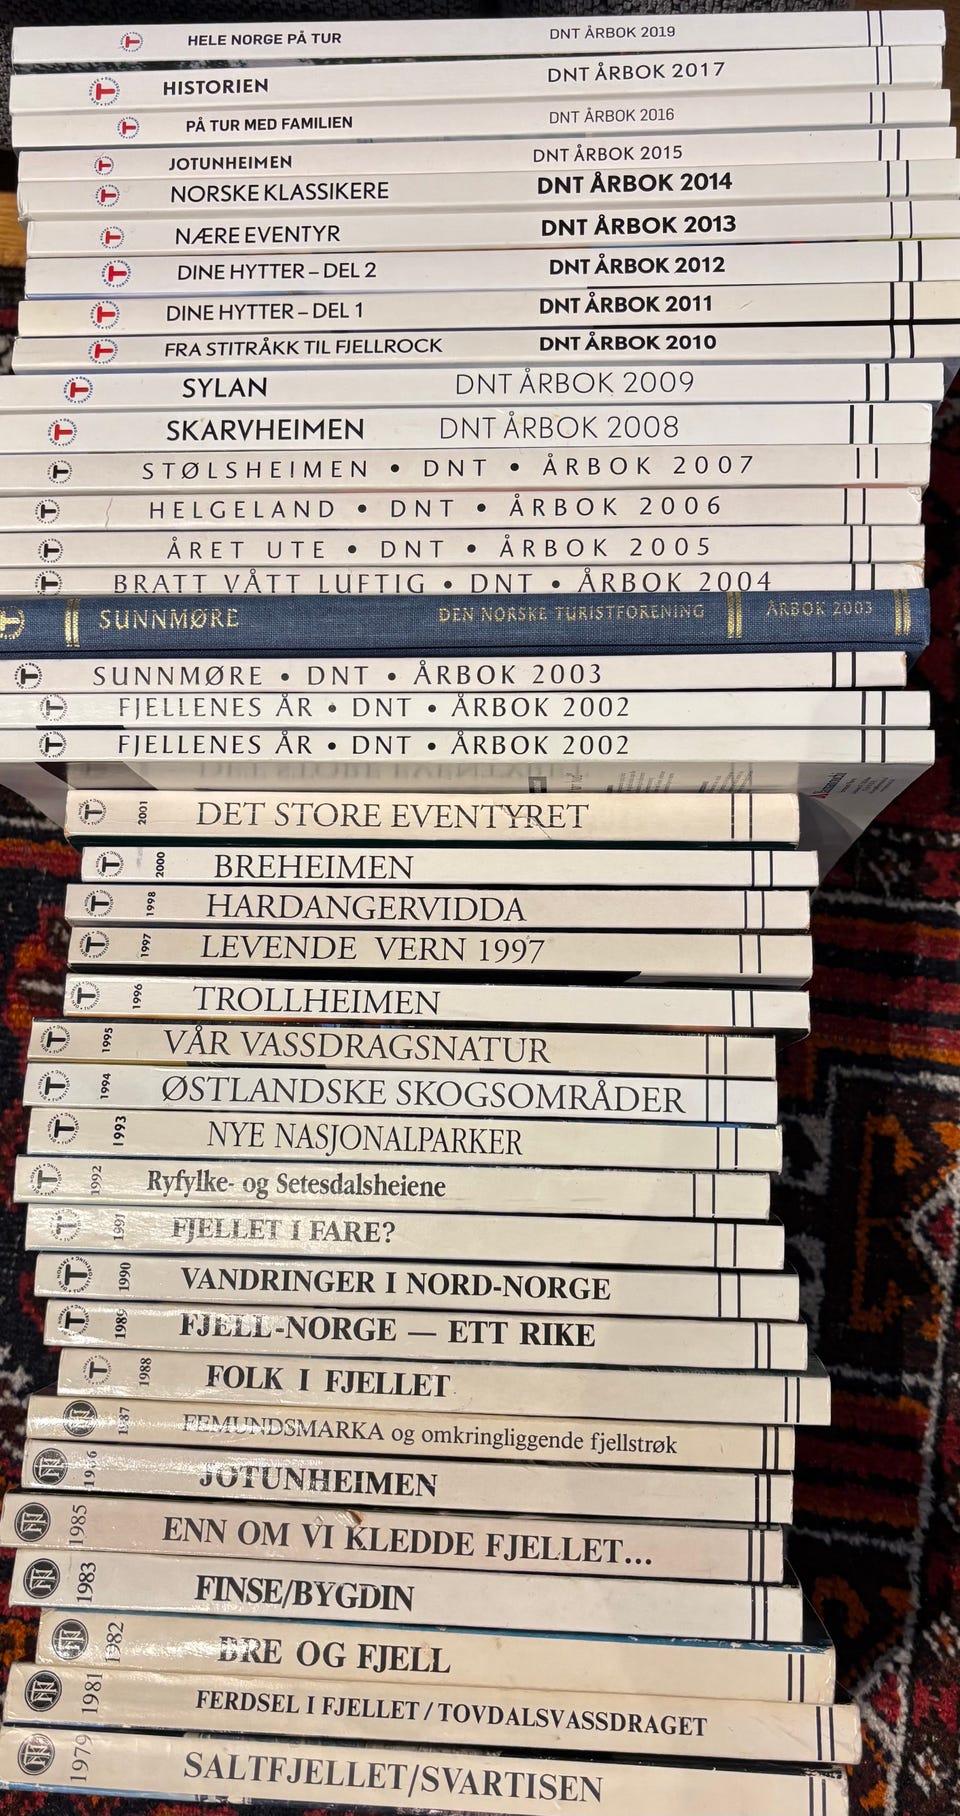 HELE NORGE PÅ TUR DNT ÅRBOK 2019
HISTORIEN DNT ÅRBOK 2017
PÅ TUR MED FAMILIEN DNT ÅRBOK 2016
JOTUNHEIMEN DNT ÅRBOK 2015
NORSKE KLASSIKERE DNT ÅRBOK 2014
NÆRE EVENTYR DNT ÅRBOK 2013
DINE HYTTER – DEL 2 DNT ÅRBOK 2012
DINE HYTTER – DEL 1 DNT ÅRBOK 2011
FRA STITRÅKK TIL FJELLROCK DNT ÅRBOK 2010
SYLAN DNT ÅRBOK 2009
SKARVHEIMEN DNT ÅRBOK 2008
STØLSHEIMEN • DNT • ÅRBOK 2007
HELGELAND • DNT • ÅRBOK 2006
ÅRET UTE • DNT • ÅRBOK 2005
BRATT VÅTT LUFTIG • DNT • ÅRBOK 2004
SUNNMØRE DEN NORSKE TURISTFORENING ÅRBOK 2003
SUNNMØRE • DNT • ÅRBOK 2003
FJELLENES ÅR • DNT • ÅRBOK 2002
FJELLENES ÅR • DNT • ÅRBOK 2002
2001 DET STORE EVENTYRET
2000 BREHEIMEN
1998 HARDANGERVIDDA
1997 LEVENDE VERN 1997
1996 TROLLHEIMEN
1995 VÅR VASSDRAGSNATUR
1994 ØSTLANDSKE SKOGSOMRÅDER
1993 NYE NASJONALPARKER
1992 Ryfylke- og Setesdalsheiene
1991 FJELLET I FARE?
1990 VANDRINGER I NORD-NORGE
1989 FJELL-NORGE — ETT RIKE
1988 FOLK I FJELLET
1987 FEMUNDSMARKA og omkringliggende fjellstrøk
1986 JOTUNHEIMEN
1985 ENN OM VI KLEDDE FJELLET...
1983 FINSE/BYGDIN
1982 BRE OG FJELL
1981 FERDSEL I FJELLET / TOVDALSVASSDRAGET
1979 SALTFJELLET/SVARTISEN